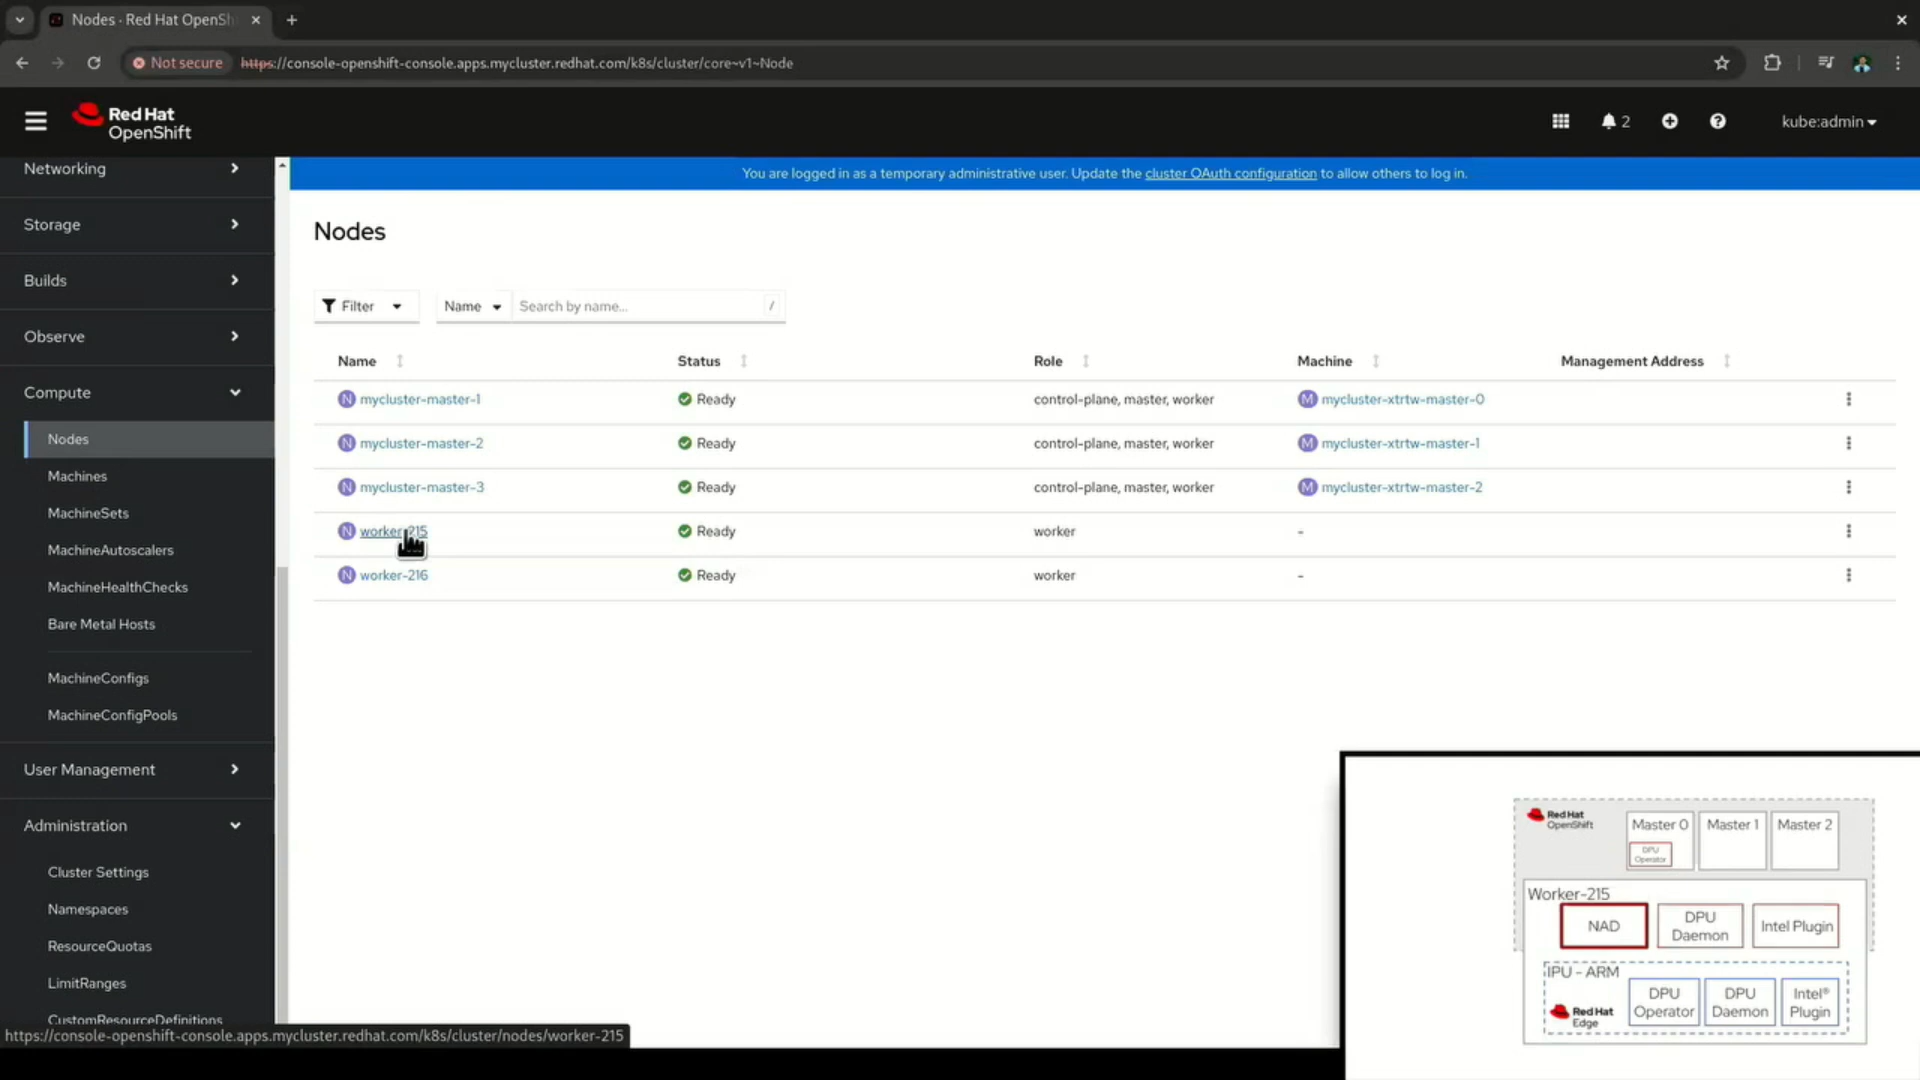 Nodes · Red Hat OpenSh
Not secure
https://console-openshift-console.apps.mycluster.redhat.com/k8s/cluster/core~v1~Node
Red Hat
OpenShift
2
kube:admin
Networking
Storage
Builds
Observe
Compute
Nodes
Machines
MachineSets
MachineAutoscalers
MachineHealthChecks
Bare Metal Hosts
MachineConfigs
MachineConfigPools
User Management
Administration
Cluster Settings
Namespaces
ResourceQuotas
LimitRanges
CustomResourceDefinitions
You are logged in as a temporary administrative user. Update the cluster OAuth configuration to allow others to log in.
Nodes
Filter Name Search by name... /
Name Status Role Machine Management Address
N mycluster-master-1 Ready control-plane, master, worker M mycluster-xtrtw-master-0
N mycluster-master-2 Ready control-plane, master, worker M mycluster-xtrtw-master-1
N mycluster-master-3 Ready control-plane, master, worker M mycluster-xtrtw-master-2
N worker-215 Ready worker -
N worker-216 Ready worker -
https://console-openshift-console.apps.mycluster.redhat.com/k8s/cluster/nodes/worker-215
Red Hat
OpenShift
Master 0 Master 1 Master 2
DPU
Operator
Worker-215
NAD
DPU
Daemon
Intel Plugin
IPU - ARM
Red Hat
Edge
DPU
Operator
DPU
Daemon
Intel®
Plugin